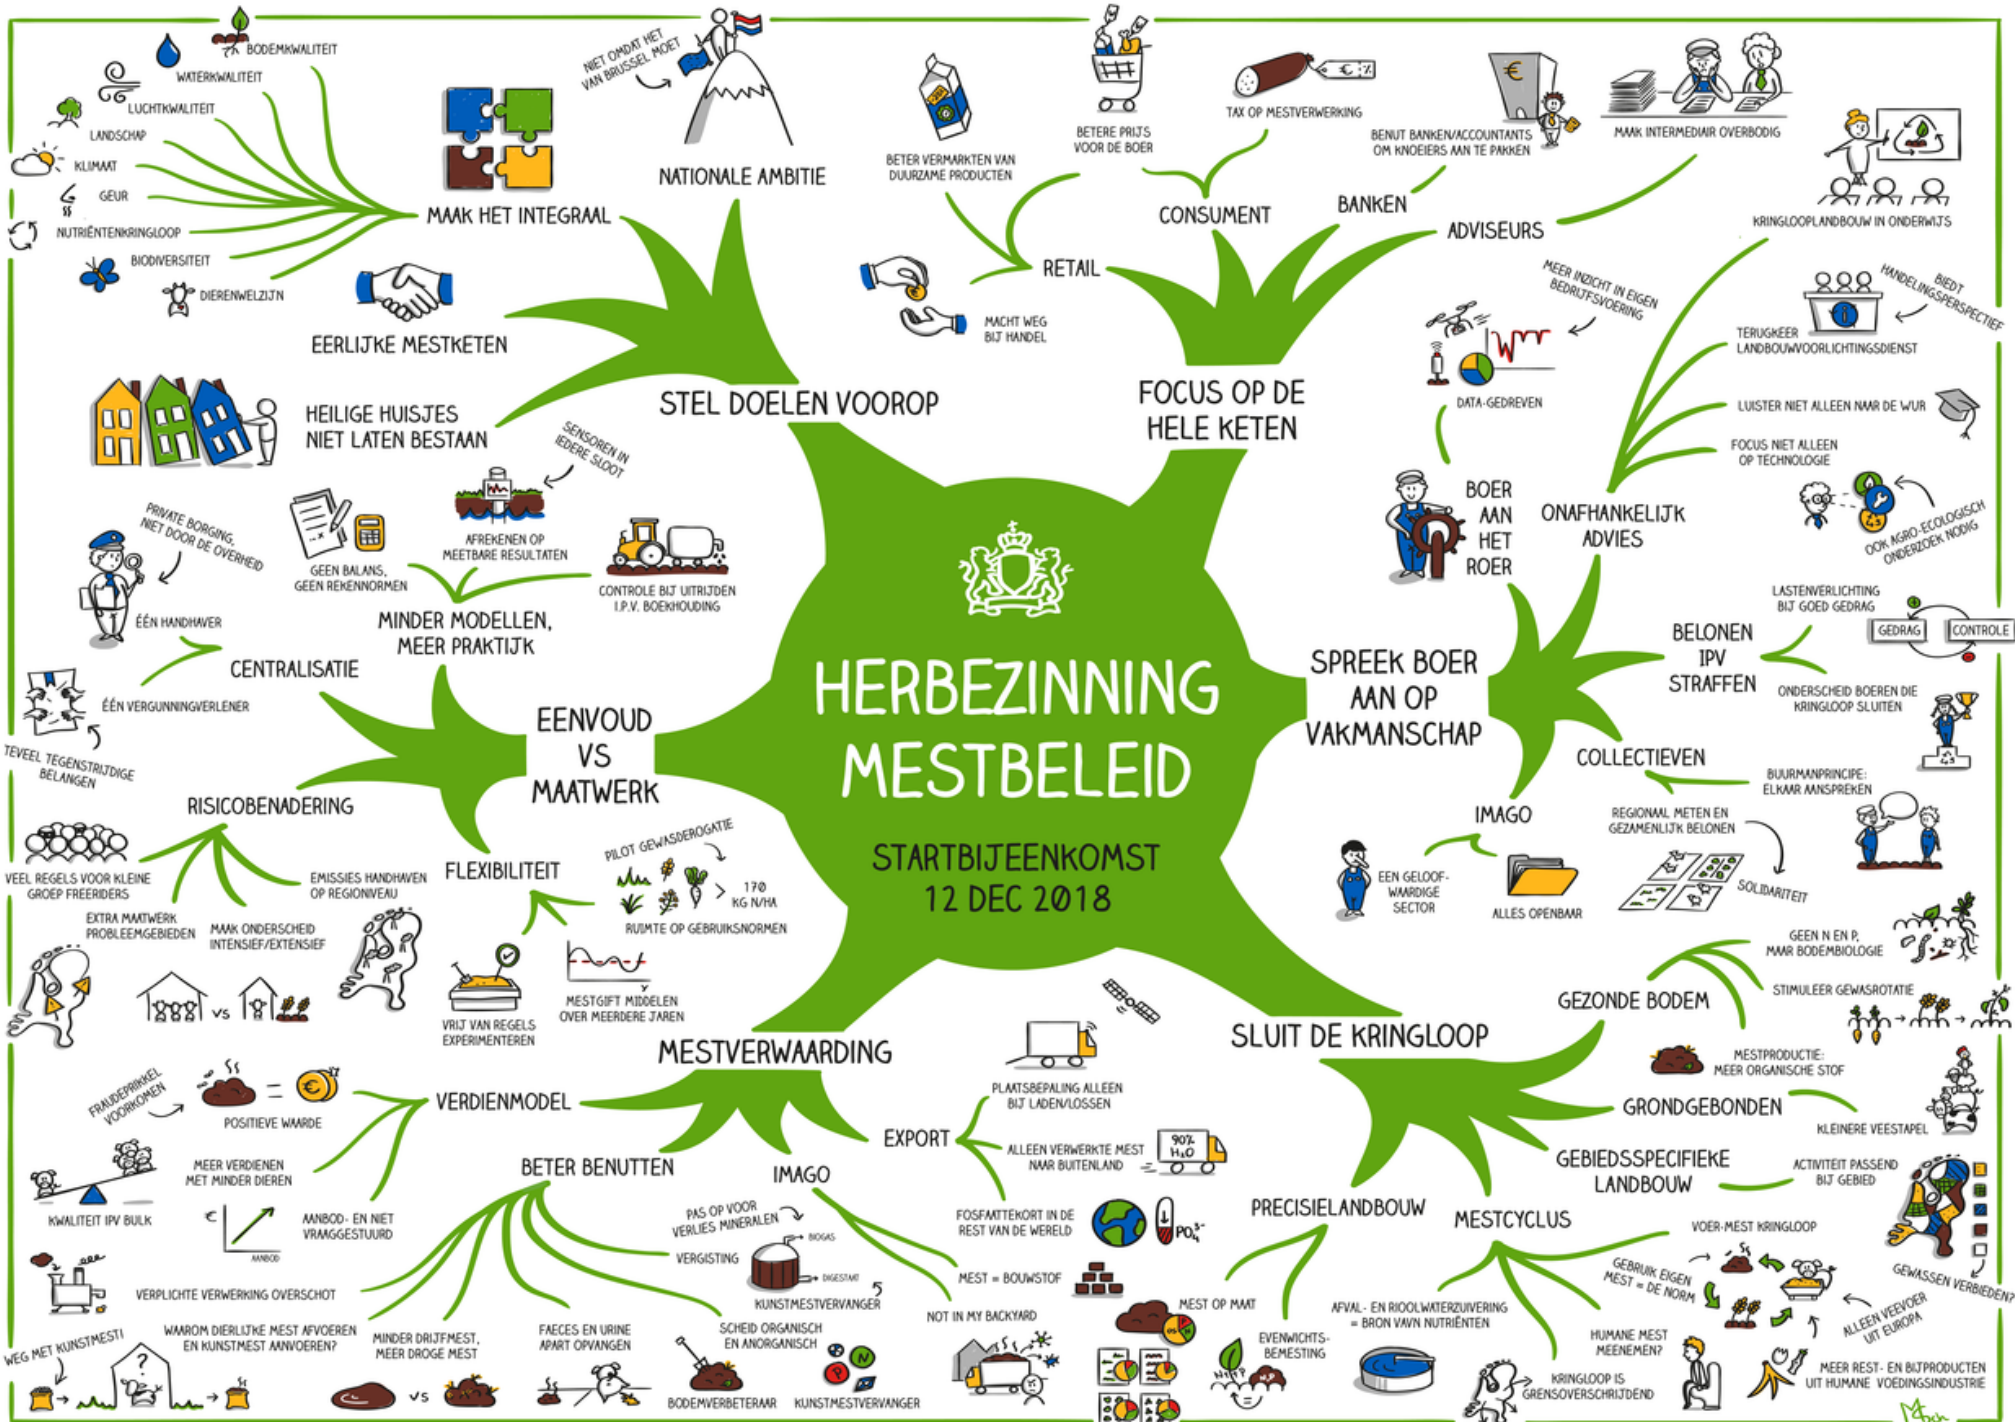 HERBEZINNING
MESTBELEID
STARTBIJEENKOMST
12 DEC 2018
STEL DOELEN VOOROP
MAAK HET INTEGRAAL
BODEMKWALITEIT
WATERKWALITEIT
LUCHTKWALITEIT
LANDSCHAP
KLIMAAT
GEUR
NUTRIËNTENKRINGLOOP
BIODIVERSITEIT
DIERENWELZIJN
NATIONALE AMBITIE
NIET OMDAT HET
VAN BRUSSEL MOET
EERLIJKE MESTKETEN
HEILIGE HUISJES
NIET LATEN BESTAAN
FOCUS OP DE
HELE KETEN
RETAIL
BETER VERMARKTEN VAN
DUURZAME PRODUCTEN
BETERE PRIJS
VOOR DE BOER
MACHT WEG
BIJ HANDEL
CONSUMENT
TAX OP MESTVERWERKING
€ %
BANKEN
€
BENUT BANKEN/ACCOUNTANTS
OM KNOEIERS AAN TE PAKKEN
ADVISEURS
MAAK INTERMEDIAIR OVERBODIG
SPREEK BOER
AAN OP
VAKMANSCHAP
BOER
AAN
HET
ROER
DATA-GEDREVEN
MEER INZICHT IN EIGEN
BEDRIJFSVOERING
ONAFHANKELIJK
ADVIES
KRINGLOOPLANDBOUW IN ONDERWIJS
TERUGKEER
LANDBOUWVOORLICHTINGSDIENST
i
BIEDT
HANDELINGSPERSPECTIEF
LUISTER NIET ALLEEN NAAR DE WUR
FOCUS NIET ALLEEN
OP TECHNOLOGIE
OOK AGRO-ECOLOGISCH
ONDERZOEK NODIG
BELONEN
IPV
STRAFFEN
LASTENVERLICHTING
BIJ GOED GEDRAG
GEDRAG
CONTROLE
ONDERSCHEID BOEREN DIE
KRINGLOOP SLUITEN
COLLECTIEVEN
BUURMANPRINCIPE:
ELKAAR AANSPREKEN
REGIONAAL METEN EN
GEZAMENLIJK BELONEN
SOLIDARITEIT
IMAGO
EEN GELOOF-
WAARDIGE
SECTOR
ALLES OPENBAAR
SLUIT DE KRINGLOOP
GEZONDE BODEM
GEEN N EN P,
MAAR BODEMBIOLOGIE
STIMULEER GEWASROTATIE
MESTPRODUCTIE:
MEER ORGANISCHE STOF
GRONDGEBONDEN
KLEINERE VEESTAPEL
GEBIEDSSPECIFIEKE
LANDBOUW
ACTIVITEIT PASSEND
BIJ GEBIED
GEWASSEN VERBIEDEN?
MESTCYCLUS
VOER-MEST KRINGLOOP
GEBRUIK EIGEN
MEST = DE NORM
ALLEEN VEEVOER
UIT EUROPA
MEER REST- EN BIJPRODUCTEN
UIT HUMANE VOEDINGSINDUSTRIE
HUMANE MEST
MEENEMEN?
KRINGLOOP IS
GRENSOVERSCHRIJDEND
AFVAL- EN RIOOLWATERZUIVERING
= BRON VAVN NUTRIËNTEN
PRECISIELANDBOUW
MEST OP MAAT
EVENWICHTS-
BEMESTING
MESTVERWAARDING
EXPORT
PLAATSBEPALING ALLEEN
BIJ LADEN/LOSSEN
ALLEEN VERWERKTE MEST
NAAR BUITENLAND
90%
H₂O
FOSFAATTEKORT IN DE
REST VAN DE WERELD
PO₄³⁻
IMAGO
MEST = BOUWSTOF
NOT IN MY BACKYARD
BETER BENUTTEN
VERGISTING
PAS OP VOOR
VERLIES MINERALEN
BIOGAS
DIGESTAAT
KUNSTMESTVERVANGER
SCHEID ORGANISCH
EN ANORGANISCH
BODEMVERBETERAAR
N
P
KUNSTMESTVERVANGER
FAECES EN URINE
APART OPVANGEN
MINDER DRIJFMEST,
MEER DROGE MEST
VS
WAAROM DIERLIJKE MEST AFVOEREN
EN KUNSTMEST AANVOEREN?
?
WEG MET KUNSTMEST!
VERPLICHTE VERWERKING OVERSCHOT
VERDIENMODEL
POSITIEVE WAARDE
= €
FRAUDEPRIKKEL
VOORKOMEN
MEER VERDIENEN
MET MINDER DIEREN
KWALITEIT IPV BULK
AANBOD- EN NIET
VRAAGGESTUURD
€
AANBOD
EENVOUD
VS
MAATWERK
MINDER MODELLEN,
MEER PRAKTIJK
GEEN BALANS,
GEEN REKENNORMEN
AFREKENEN OP
MEETBARE RESULTATEN
SENSOREN IN
IEDERE SLOOT
CONTROLE BIJ UITRIJDEN
I.P.V. BOEKHOUDING
CENTRALISATIE
ÉÉN HANDHAVER
PRIVATE BORGING,
NIET DOOR DE OVERHEID
ÉÉN VERGUNNINGVERLENER
TEVEEL TEGENSTRIJDIGE
BELANGEN
RISICOBENADERING
VEEL REGELS VOOR KLEINE
GROEP FREERIDERS
EXTRA MAATWERK
PROBLEEMGEBIEDEN
MAAK ONDERSCHEID
INTENSIEF/EXTENSIEF
VS
EMISSIES HANDHAVEN
OP REGIONIVEAU
FLEXIBILITEIT
PILOT GEWASDEROGATIE
> 170
KG N/HA
RUIMTE OP GEBRUIKSNORMEN
MESTGIFT MIDDELEN
OVER MEERDERE JAREN
VRIJ VAN REGELS
EXPERIMENTEREN